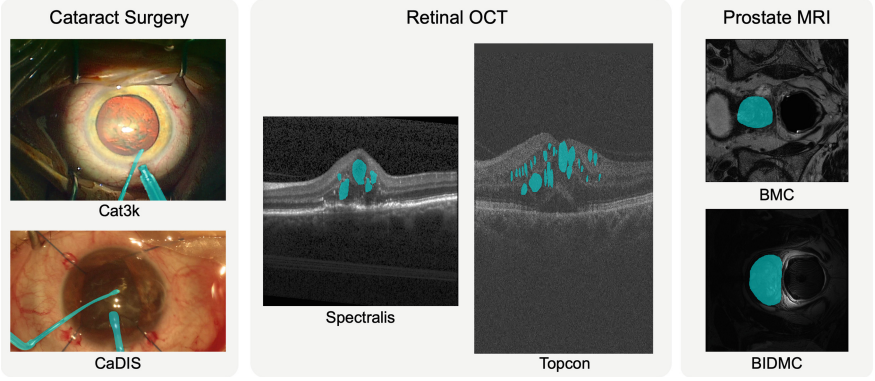 Cataract Surgery
Cat3k
CaDIS
Retinal OCT
Spectralis
Topcon
Prostate MRI
BMC
BIDMC